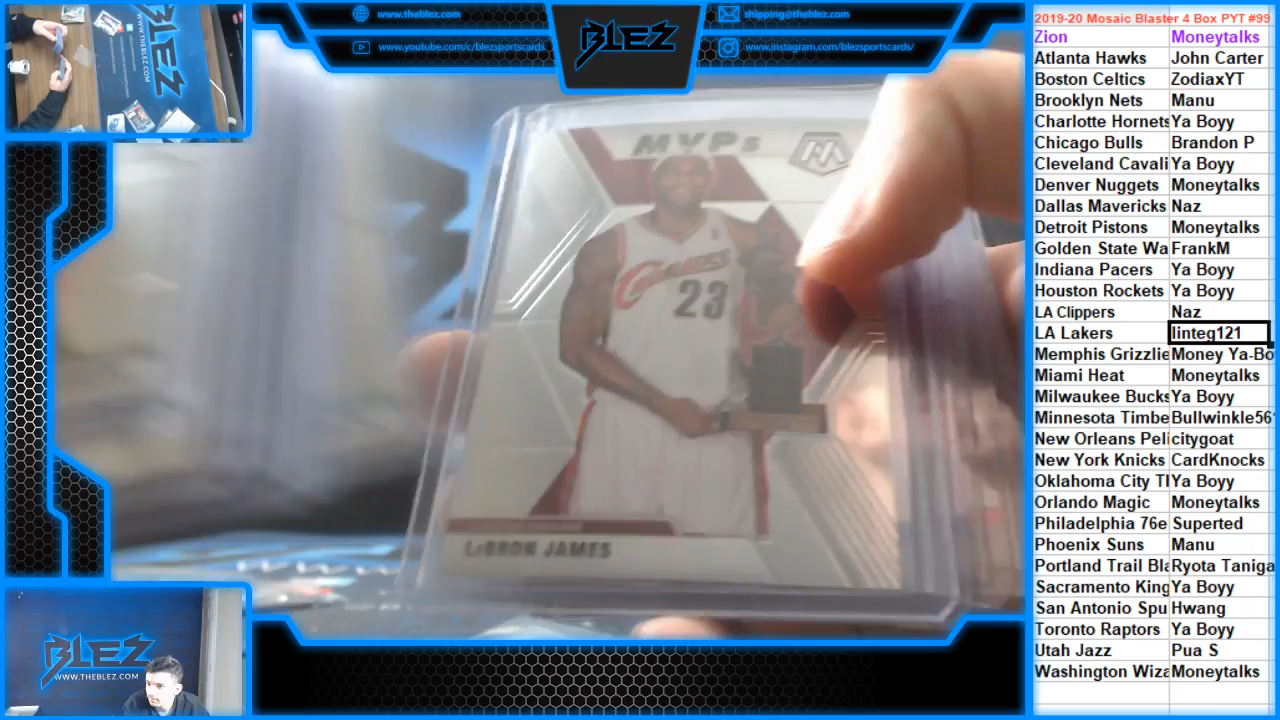 www.theblez.com
shipping@theblez.com
www.youtube.com/c/blezsportscards
www.instagram.com/blezsportscards/
BLEZ
WWW.THEBLEZ.COM
MVPs
CAVALIERS
23
LEBRON JAMES
BLEZ
WWW.THEBLEZ.COM
2019-20 Mosaic Blaster 4 Box PYT #99
Zion Moneytalks
Atlanta Hawks John Carter
Boston Celtics ZodiaxYT
Brooklyn Nets Manu
Charlotte Hornets Ya Boyy
Chicago Bulls Brandon P
Cleveland Cavali Ya Boyy
Denver Nuggets Moneytalks
Dallas Mavericks Naz
Detroit Pistons Moneytalks
Golden State Wa FrankM
Indiana Pacers Ya Boyy
Houston Rockets Ya Boyy
LA Clippers Naz
LA Lakers linteg121
Memphis Grizzlie Money Ya-Bo
Miami Heat Moneytalks
Milwaukee Bucks Ya Boyy
Minnesota Timbe Bullwinkle56
New Orleans Peli citygoat
New York Knicks CardKnocks
Oklahoma City Tl Ya Boyy
Orlando Magic Moneytalks
Philadelphia 76e Superted
Phoenix Suns Manu
Portland Trail Bla Ryota Taniga
Sacramento King Ya Boyy
San Antonio Spu Hwang
Toronto Raptors Ya Boyy
Utah Jazz Pua S
Washington Wiza Moneytalks